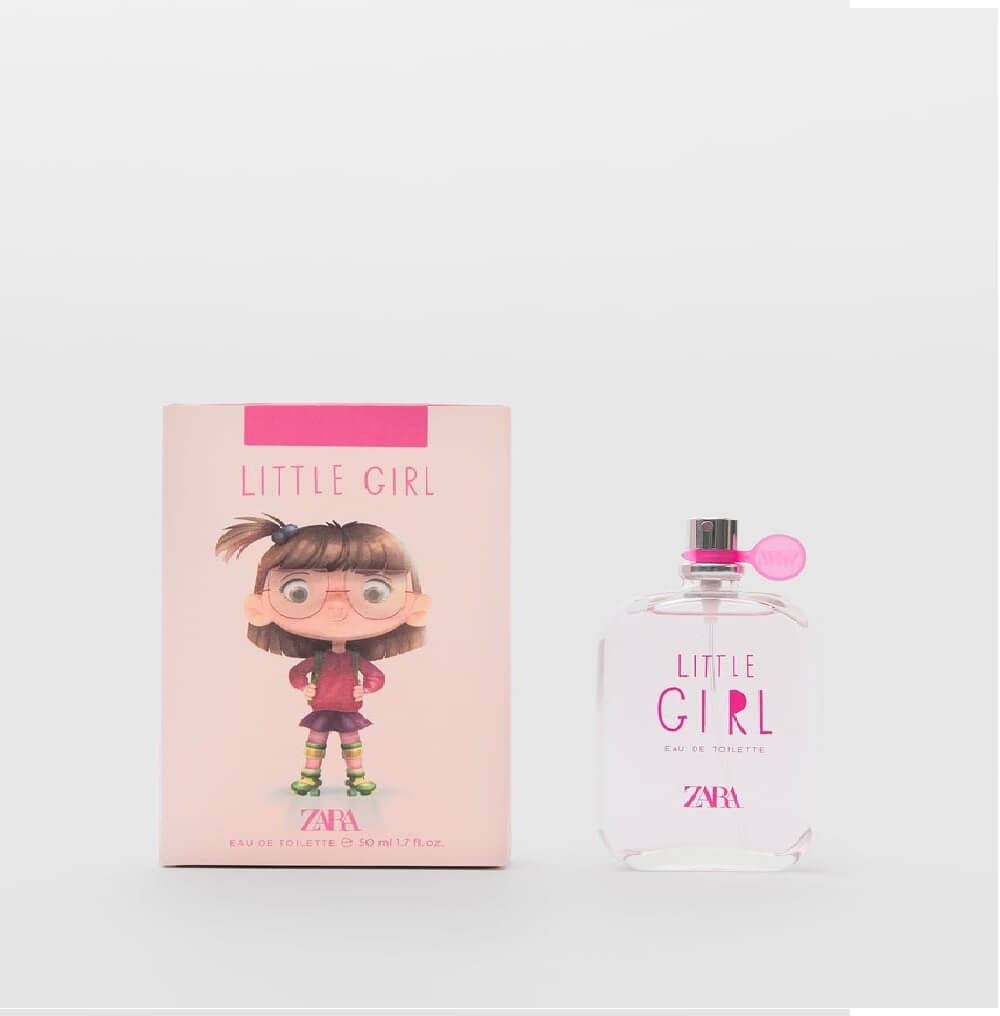 LITTLE GIRL
ZARA
EAU DE TOILETTE ℮ 50 ml 1.7 fl.oz.
LITTLE
GIRL
EAU DE TOILETTE
ZARA